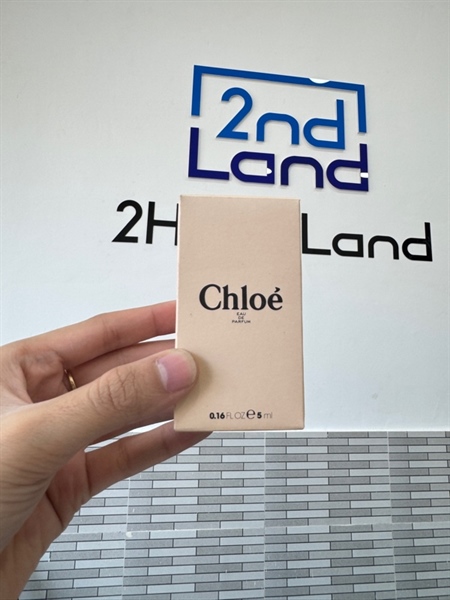 2nd
Land
2H Land
Chloé
EAU
DE
PARFUM
0.16 FL.OZ ℮ 5 ml